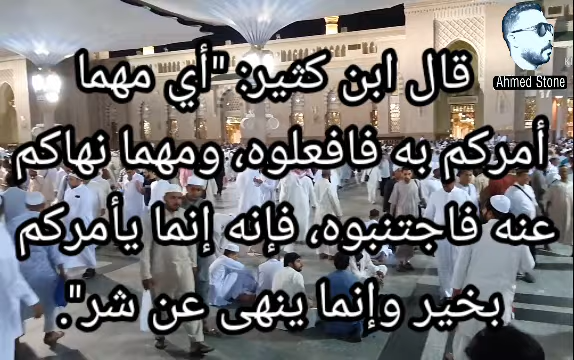 Ahmed Stone
قال ابن كثير: "أي مهما
أمركم به فافعلوه، ومهما نهاكم
عنه فاجتنبوه، فإنه إنما يأمركم
بخير وإنما ينهى عن شر".